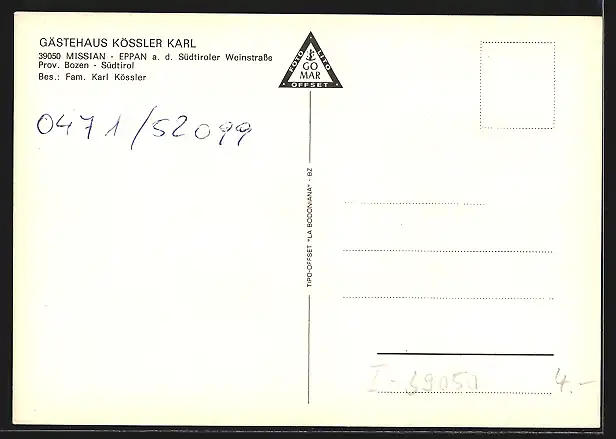 GÄSTEHAUS KÖSSLER KARL
39050 MISSIAN - EPPAN a. d. Südtiroler Weinstraße
Prov. Bozen - Südtirol
Bes.: Fam. Karl Kössler
0471/52099
FOTO LITO
GO
MAR
OFFSET
TIPO-OFFSET "LA BODONIANA" - BZ
I-39050
4.-